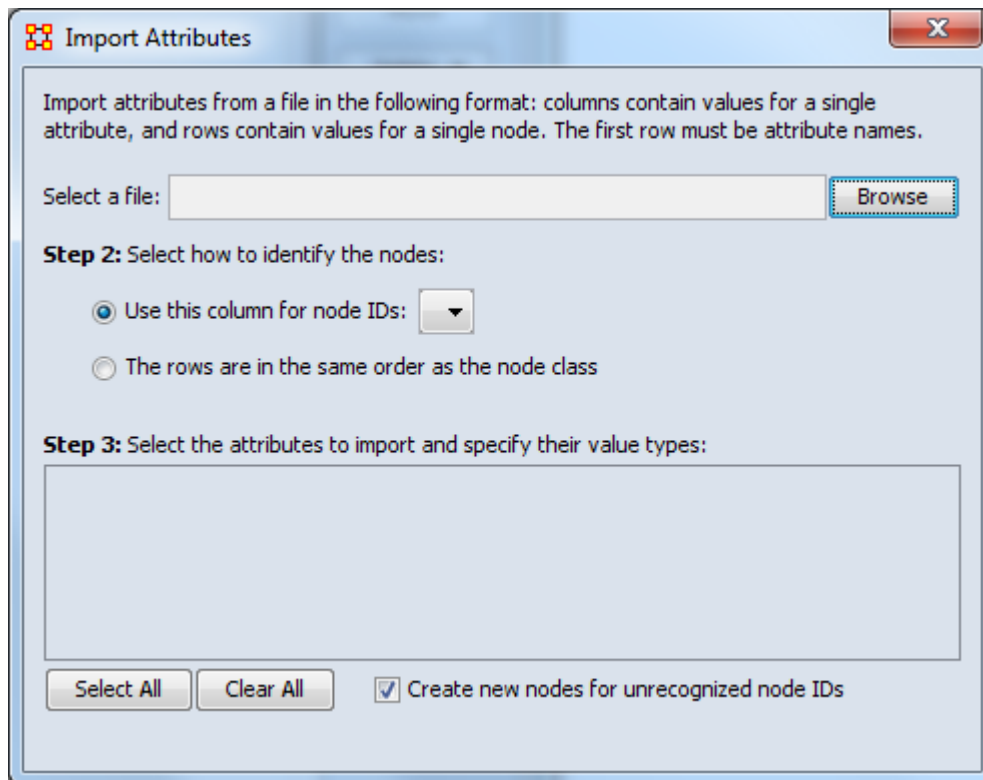 Import Attributes
Import attributes from a file in the following format: columns contain values for a single
attribute, and rows contain values for a single node. The first row must be attribute names.
Select a file: Browse
Step 2: Select how to identify the nodes:
Use this column for node IDs:
The rows are in the same order as the node class
Step 3: Select the attributes to import and specify their value types:
Select All Clear All Create new nodes for unrecognized node IDs